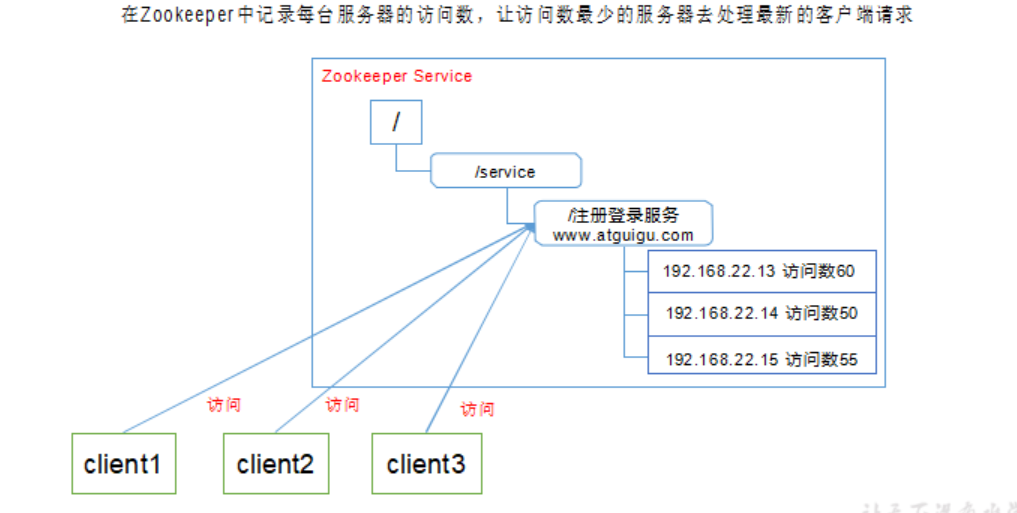 在Zookeeper中记录每台服务器的访问数，让访问数最少的服务器去处理最新的客户端请求
Zookeeper Service
/
/service
/注册登录服务
www.atguigu.com
192.168.22.13 访问数60
192.168.22.14 访问数50
192.168.22.15 访问数55
访问
访问
访问
client1
client2
client3